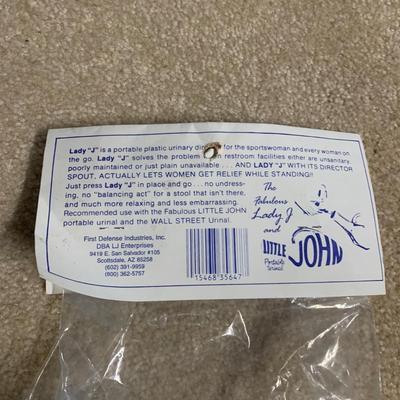 Lady "J" is a portable plastic urinary for the sportswoman and every woman on
the go. Lady "J" solves the problem restroom facilities either are unsanitary,
poorly maintained or just plain unavailable . . . AND LADY "J" WITH ITS DIRECTOR
SPOUT, ACTUALLY LETS WOMEN GET RELIEF WHILE STANDING!!
Just press Lady "J" in place and go . . . no undress-
ing, no "balancing act" for a stool that isn't there,
and much more relaxing and less embarrassing.
Recommended use with the Fabulous LITTLE JOHN
portable urinal and the WALL STREET Urinal.
First Defense Industries, Inc.
DBA LJ Enterprises
9419 E. San Salvador #105
Scottsdale, AZ 85258
(602) 391-9959
(800) 362-5757
15468 35647
The
Fabulous
Lady J
and
LITTLE
JOHN
Portable
Urinal